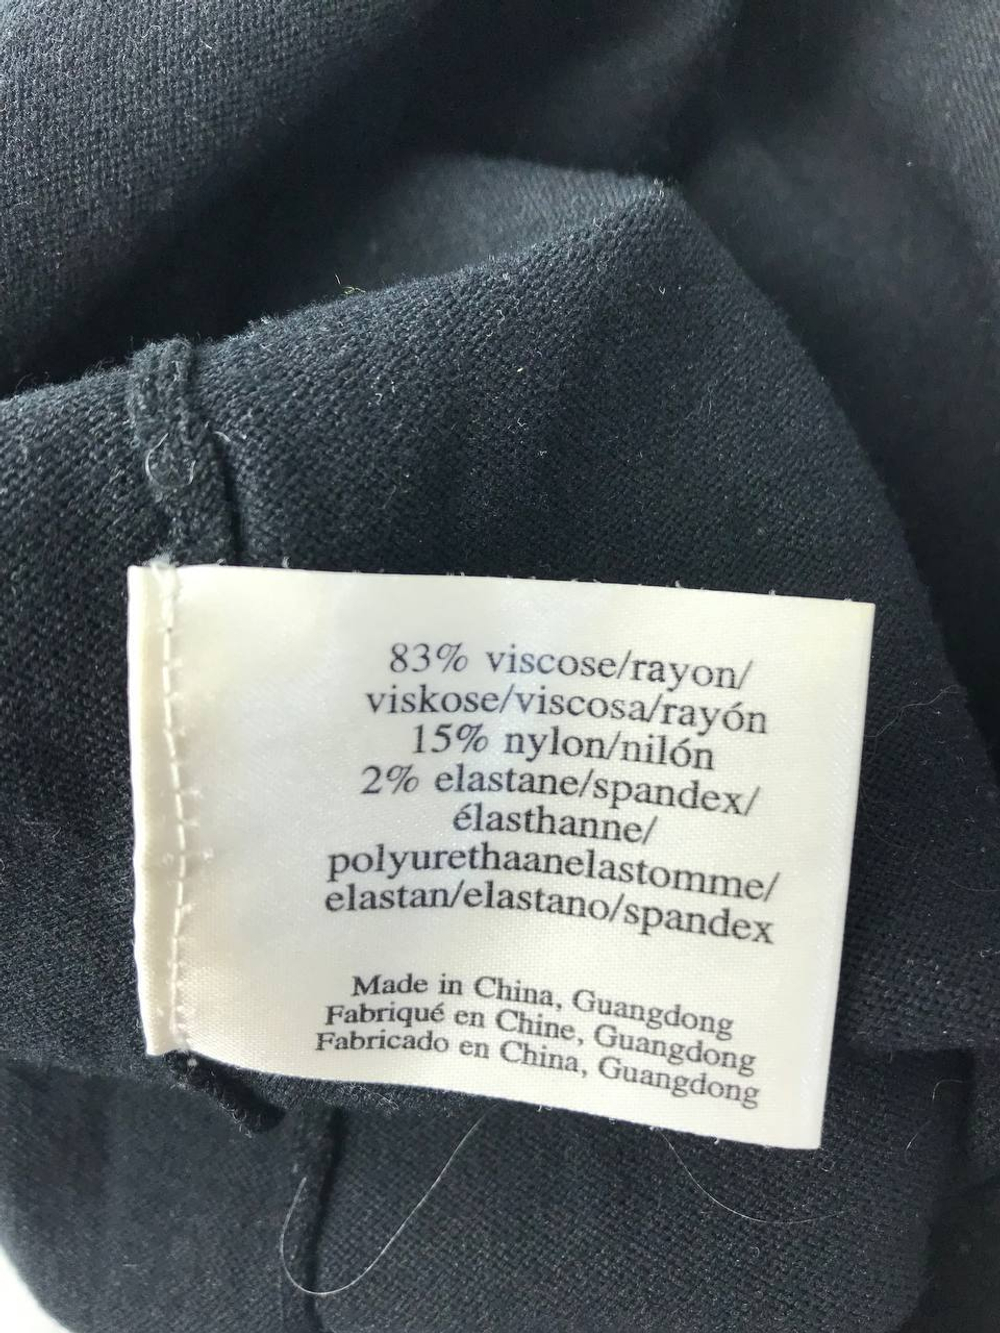 83% viscose/rayon/
viskose/viscosa/rayón
15% nylon/nilón
2% elastane/spandex/
élasthanne/
polyurethaanelastomme/
elastan/elastano/spandex
Made in China, Guangdong
Fabriqué en Chine, Guangdong
Fabricado en China, Guangdong